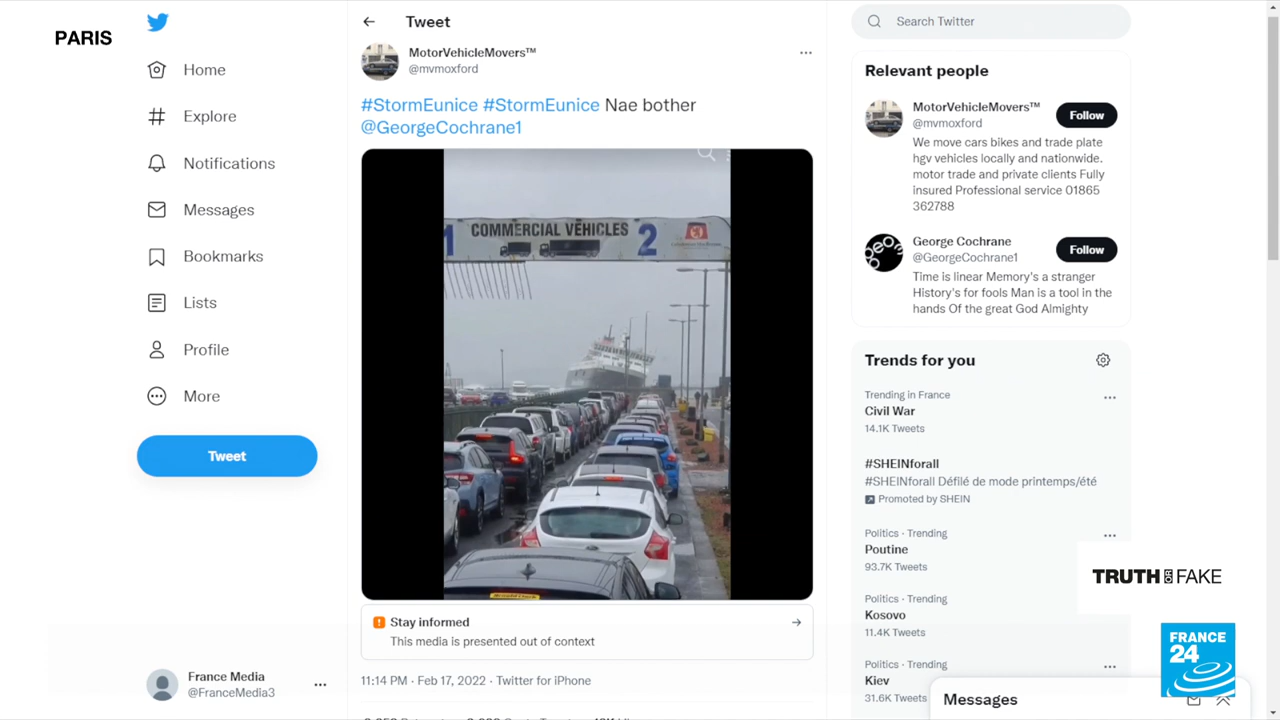 PARIS
Home
Explore
Notifications
Messages
Bookmarks
Lists
Profile
More
Tweet
France Media
@FranceMedia3
Tweet
MotorVehicleMovers™
@mvmoxford
#StormEunice #StormEunice Nae bother
@GeorgeCochrane1
1 COMMERCIAL VEHICLES 2
Stay informed
This media is presented out of context
11:14 PM · Feb 17, 2022 · Twitter for iPhone
Search Twitter
Relevant people
MotorVehicleMovers™
@mvmoxford
Follow
We move cars bikes and trade plate
hgv vehicles locally and nationwide.
motor trade and private clients Fully
insured Professional service 01865
362788
George Cochrane
@GeorgeCochrane1
Follow
Time is linear Memory's a stranger
History's for fools Man is a tool in the
hands Of the great God Almighty
Trends for you
Trending in France
Civil War
14.1K Tweets
#SHEINforall
#SHEINforall Défilé de mode printemps/été
Promoted by SHEIN
Politics · Trending
Poutine
93.7K Tweets
Politics · Trending
Kosovo
11.4K Tweets
Politics · Trending
Kiev
31.6K Tweets
Messages
TRUTH OR FAKE
FRANCE
24